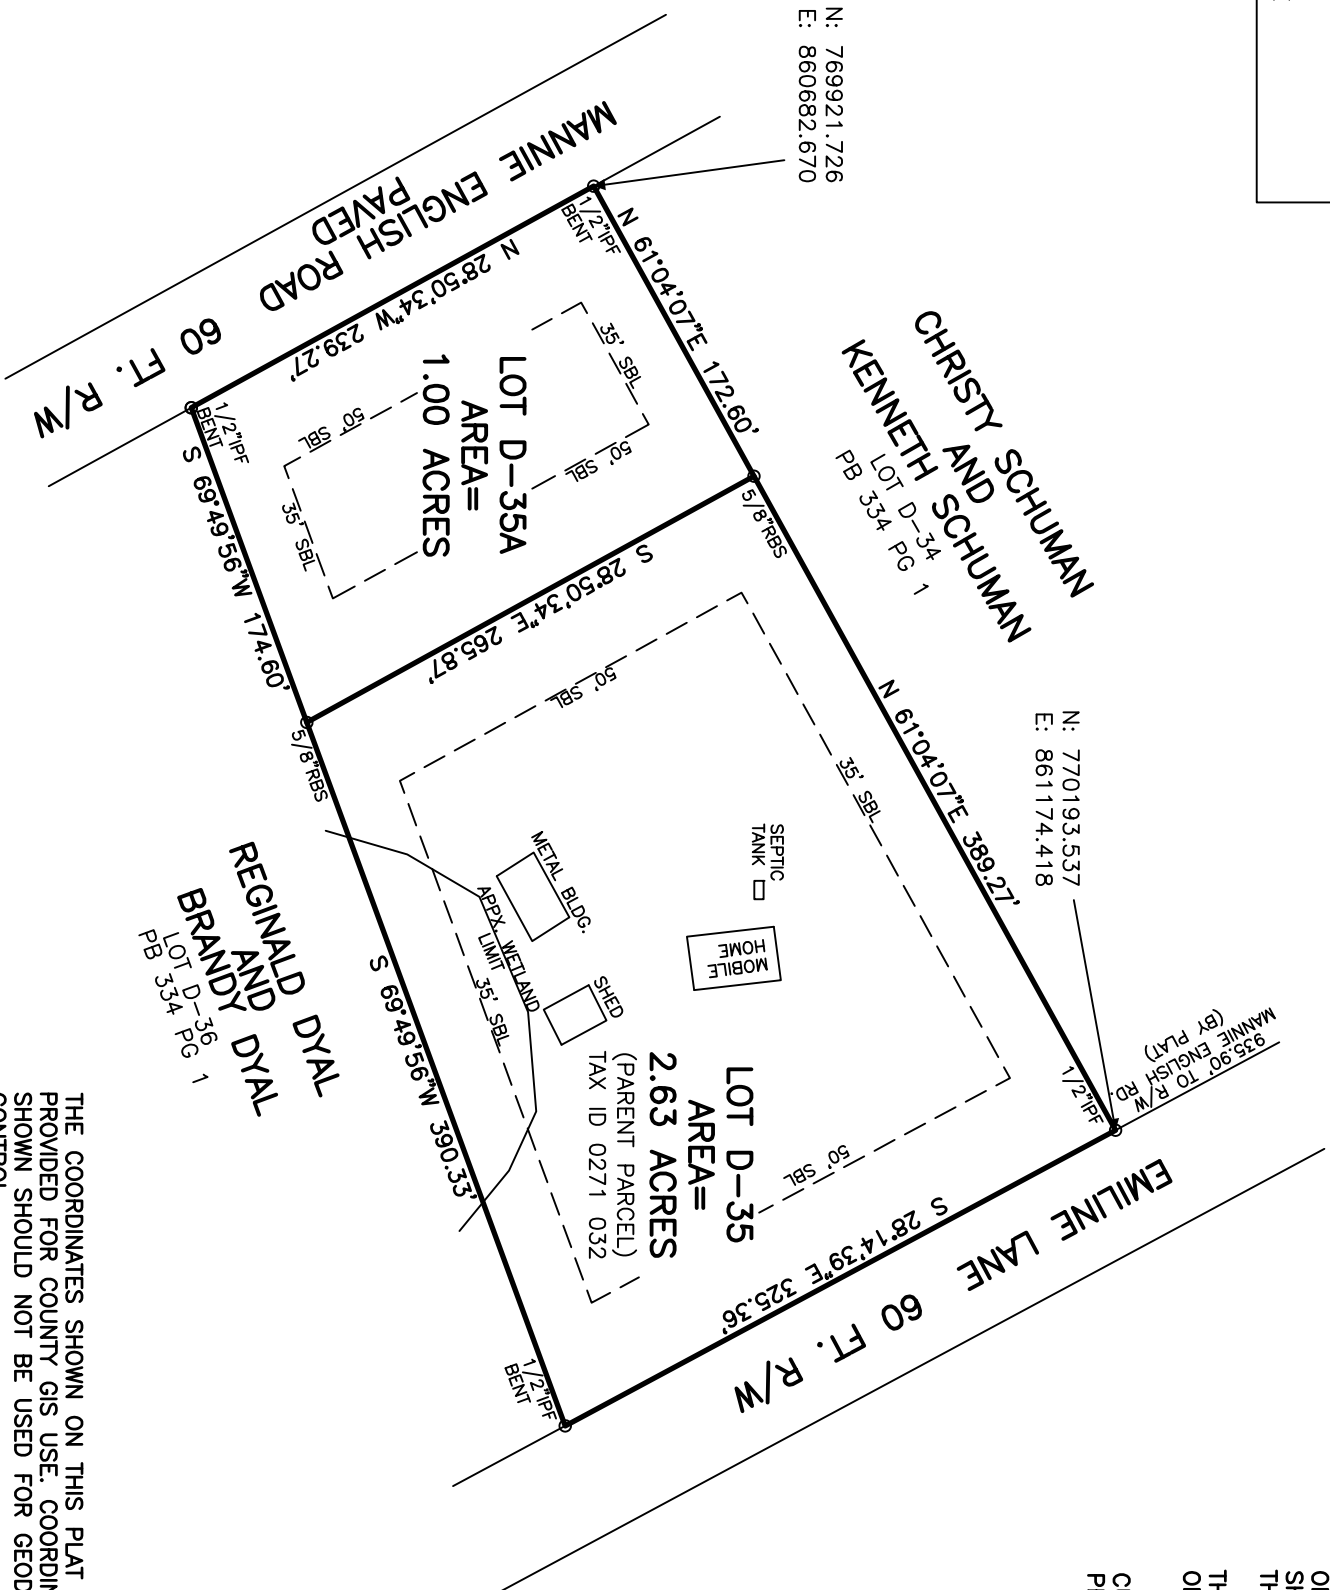 N: 769921.726
E: 860682.670
MANNIE ENGLISH ROAD 60 FT. R/W
PAVED
1/2"IPF
BENT
N 61°04'07"E 172.60'
N 28°50'34"W 239.27'
35' SBL
50' SBL
50' SBL
35' SBL
LOT D-35A
AREA=
1.00 ACRES
1/2"IPF
BENT
S 69°49'56"W 174.60'
5/8"RBS
S 28°50'34"E 265.87'
5/8"RBS
CHRISTY SCHUMAN
AND
KENNETH SCHUMAN
LOT D-34
PB 334 PG 1
N 61°04'07"E 389.27'
N: 770193.537
E: 861174.418
935.90' TO R/W
MANNIE ENGLISH RD.
(BY PLAT)
1/2"IPF
35' SBL
50' SBL
50' SBL
35' SBL
SEPTIC
TANK
MOBILE
HOME
METAL BLDG.
SHED
APPX. WETLAND
LIMIT
LOT D-35
AREA=
2.63 ACRES
(PARENT PARCEL)
TAX ID 0271 032
S 28°14'39"E 325.36'
EMILINE LANE 60 FT. R/W
1/2"IPF
BENT
S 69°49'56"W 390.33'
REGINALD DYAL
AND
BRANDY DYAL
LOT D-36
PB 334 PG 1
THE COORDINATES SHOWN ON THIS PLAT
PROVIDED FOR COUNTY GIS USE. COORDIN
SHOWN SHOULD NOT BE USED FOR GEOD